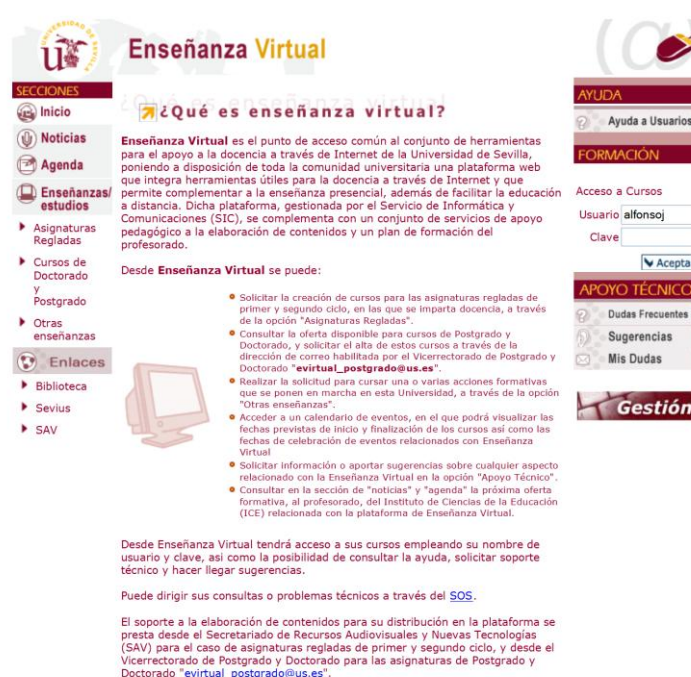 Enseñanza Virtual
SECCIONES
Inicio
Noticias
Agenda
Enseñanzas/
estudios
Asignaturas
Regladas
Cursos de
Doctorado
y
Postgrado
Otras
enseñanzas
Enlaces
Biblioteca
Sevius
SAV
¿Qué es enseñanza virtual?
Enseñanza Virtual es el punto de acceso común al conjunto de herramientas
para el apoyo a la docencia a través de Internet de la Universidad de Sevilla,
poniendo a disposición de toda la comunidad universitaria una plataforma web
que integra herramientas útiles para la docencia a través de Internet y que
permite complementar a la enseñanza presencial, además de facilitar la educación
a distancia. Dicha plataforma, gestionada por el Servicio de Informática y
Comunicaciones (SIC), se complementa con un conjunto de servicios de apoyo
pedagógico a la elaboración de contenidos y un plan de formación del
profesorado.
Desde Enseñanza Virtual se puede:
Solicitar la creación de cursos para las asignaturas regladas de
primer y segundo ciclo, en las que se imparta docencia, a través
de la opción "Asignaturas Regladas".
Consultar la oferta disponible para cursos de Postgrado y
Doctorado, y solicitar el alta de estos cursos a través de la
dirección de correo habilitada por el Vicerrectorado de Postgrado y
Doctorado "evirtual_postgrado@us.es".
Realizar la solicitud para cursar una o varias acciones formativas
que se ponen en marcha en esta Universidad, a través de la opción
"Otras enseñanzas".
Acceder a un calendario de eventos, en el que podrá visualizar las
fechas previstas de inicio y finalización de los cursos así como las
fechas de celebración de eventos relacionados con Enseñanza
Virtual
Solicitar información o aportar sugerencias sobre cualquier aspecto
relacionado con la Enseñanza Virtual en la opción "Apoyo Técnico".
Consultar en la sección de "noticias" y "agenda" la próxima oferta
formativa, al profesorado, del Instituto de Ciencias de la Educación
(ICE) relacionada con la plataforma de Enseñanza Virtual.
Desde Enseñanza Virtual tendrá acceso a sus cursos empleando su nombre de
usuario y clave, asi como la posibilidad de consultar la ayuda, solicitar soporte
técnico y hacer llegar sugerencias.
Puede dirigir sus consultas o problemas técnicos a través del SOS.
El soporte a la elaboración de contenidos para su distribución en la plataforma se
presta desde el Secretariado de Recursos Audiovisuales y Nuevas Tecnologías
(SAV) para el caso de asignaturas regladas de primer y segundo ciclo, y desde el
Vicerrectorado de Postgrado y Doctorado para las asignaturas de Postgrado y
Doctorado "evirtual_postgrado@us.es".
AYUDA
Ayuda a Usuarios
FORMACIÓN
Acceso a Cursos
Usuario alfonsoj
Clave
Acepta
APOYO TÉCNICO
Dudas Frecuentes
Sugerencias
Mis Dudas
Gestión